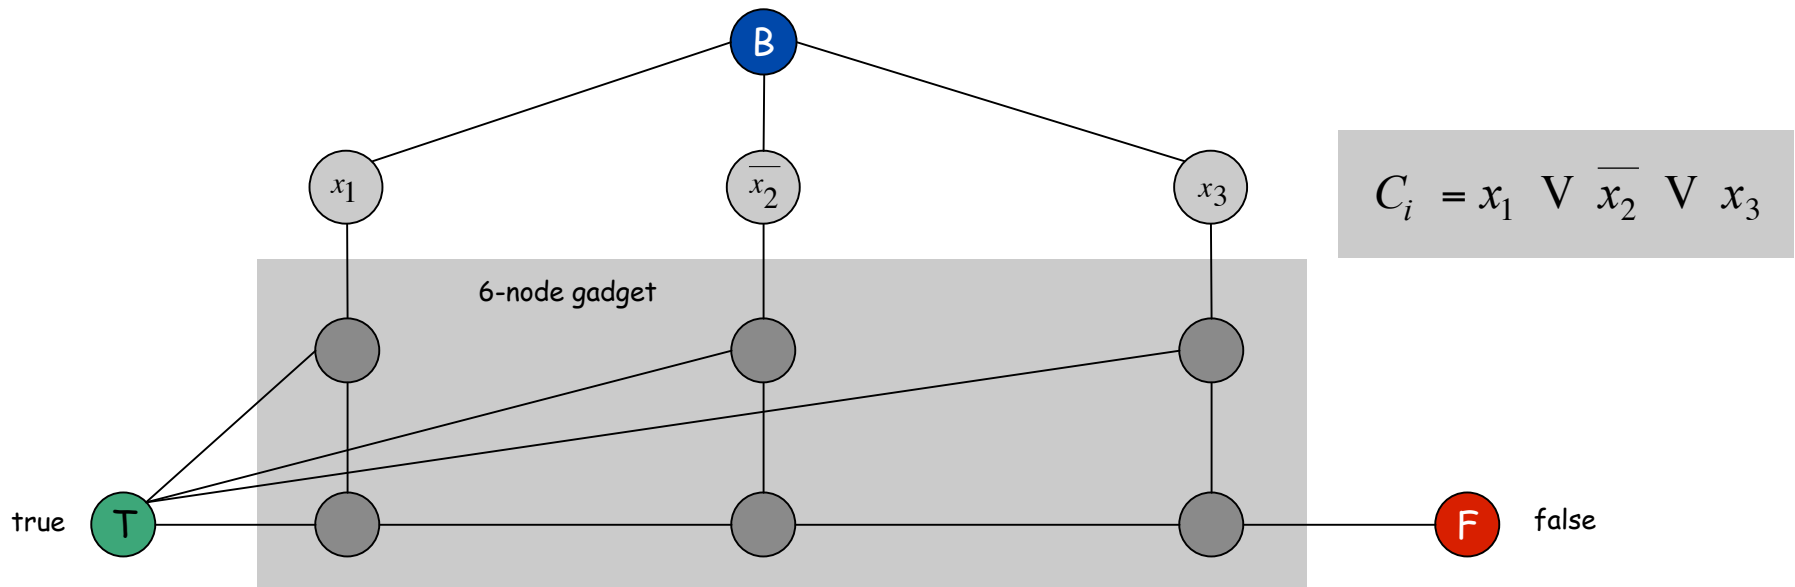 B
x₁
x̅₂
x₃
Cᵢ = x₁ V x̅₂ V x₃
6-node gadget
true
T
F
false